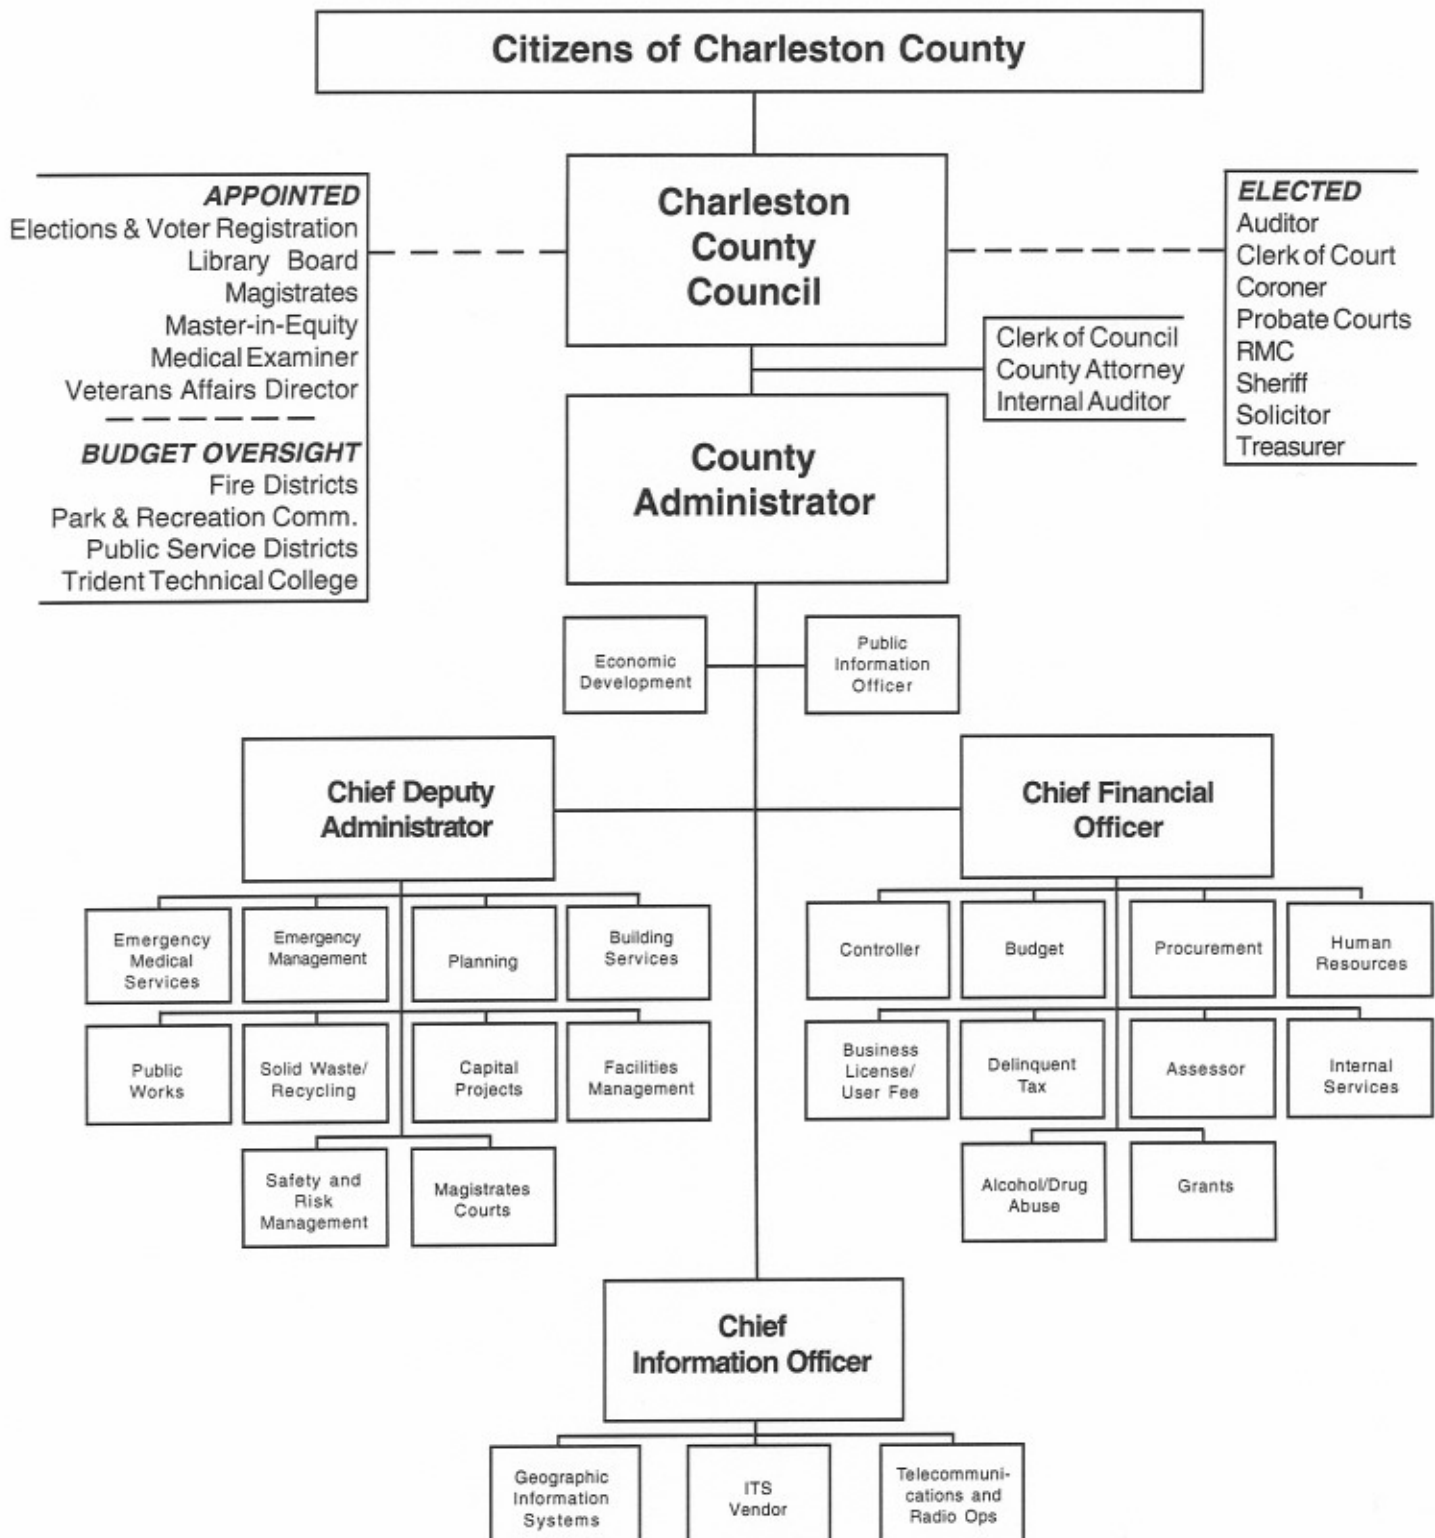 Citizens of Charleston County
Charleston
County
Council
APPOINTED
Elections & Voter Registration
Library Board
Magistrates
Master-in-Equity
Medical Examiner
Veterans Affairs Director
BUDGET OVERSIGHT
Fire Districts
Park & Recreation Comm.
Public Service Districts
Trident Technical College
ELECTED
Auditor
Clerk of Court
Coroner
Probate Courts
RMC
Sheriff
Solicitor
Treasurer
Clerk of Council
County Attorney
Internal Auditor
County
Administrator
Economic
Development
Public
Information
Officer
Chief Deputy
Administrator
Chief Financial
Officer
Emergency
Medical
Services
Emergency
Management
Planning
Building
Services
Public
Works
Solid Waste/
Recycling
Capital
Projects
Facilities
Management
Safety and
Risk
Management
Magistrates
Courts
Controller
Budget
Procurement
Human
Resources
Business
License/
User Fee
Delinquent
Tax
Assessor
Internal
Services
Alcohol/Drug
Abuse
Grants
Chief
Information Officer
Geographic
Information
Systems
ITS
Vendor
Telecommuni-
cations and
Radio Ops